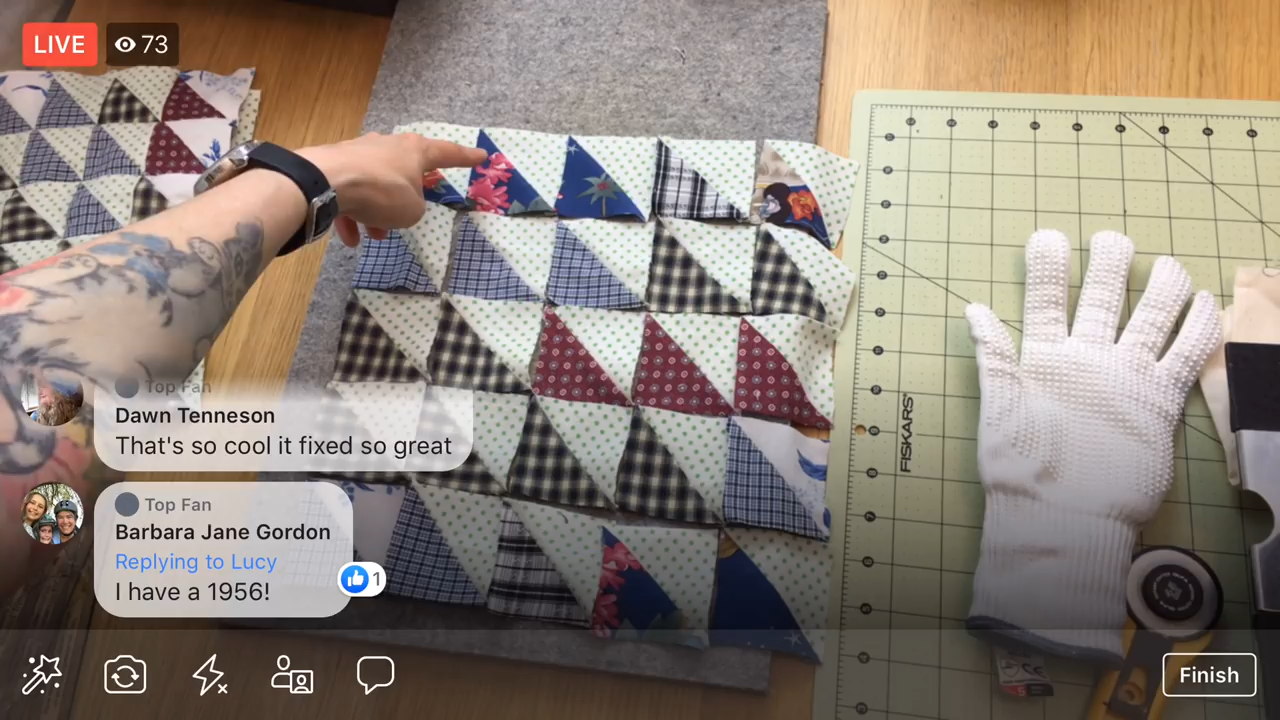 LIVE
73
Top Fan
Dawn Tenneson
That's so cool it fixed so great
Top Fan
Barbara Jane Gordon
Replying to Lucy
I have a 1956!
1
FISKARS
Finish